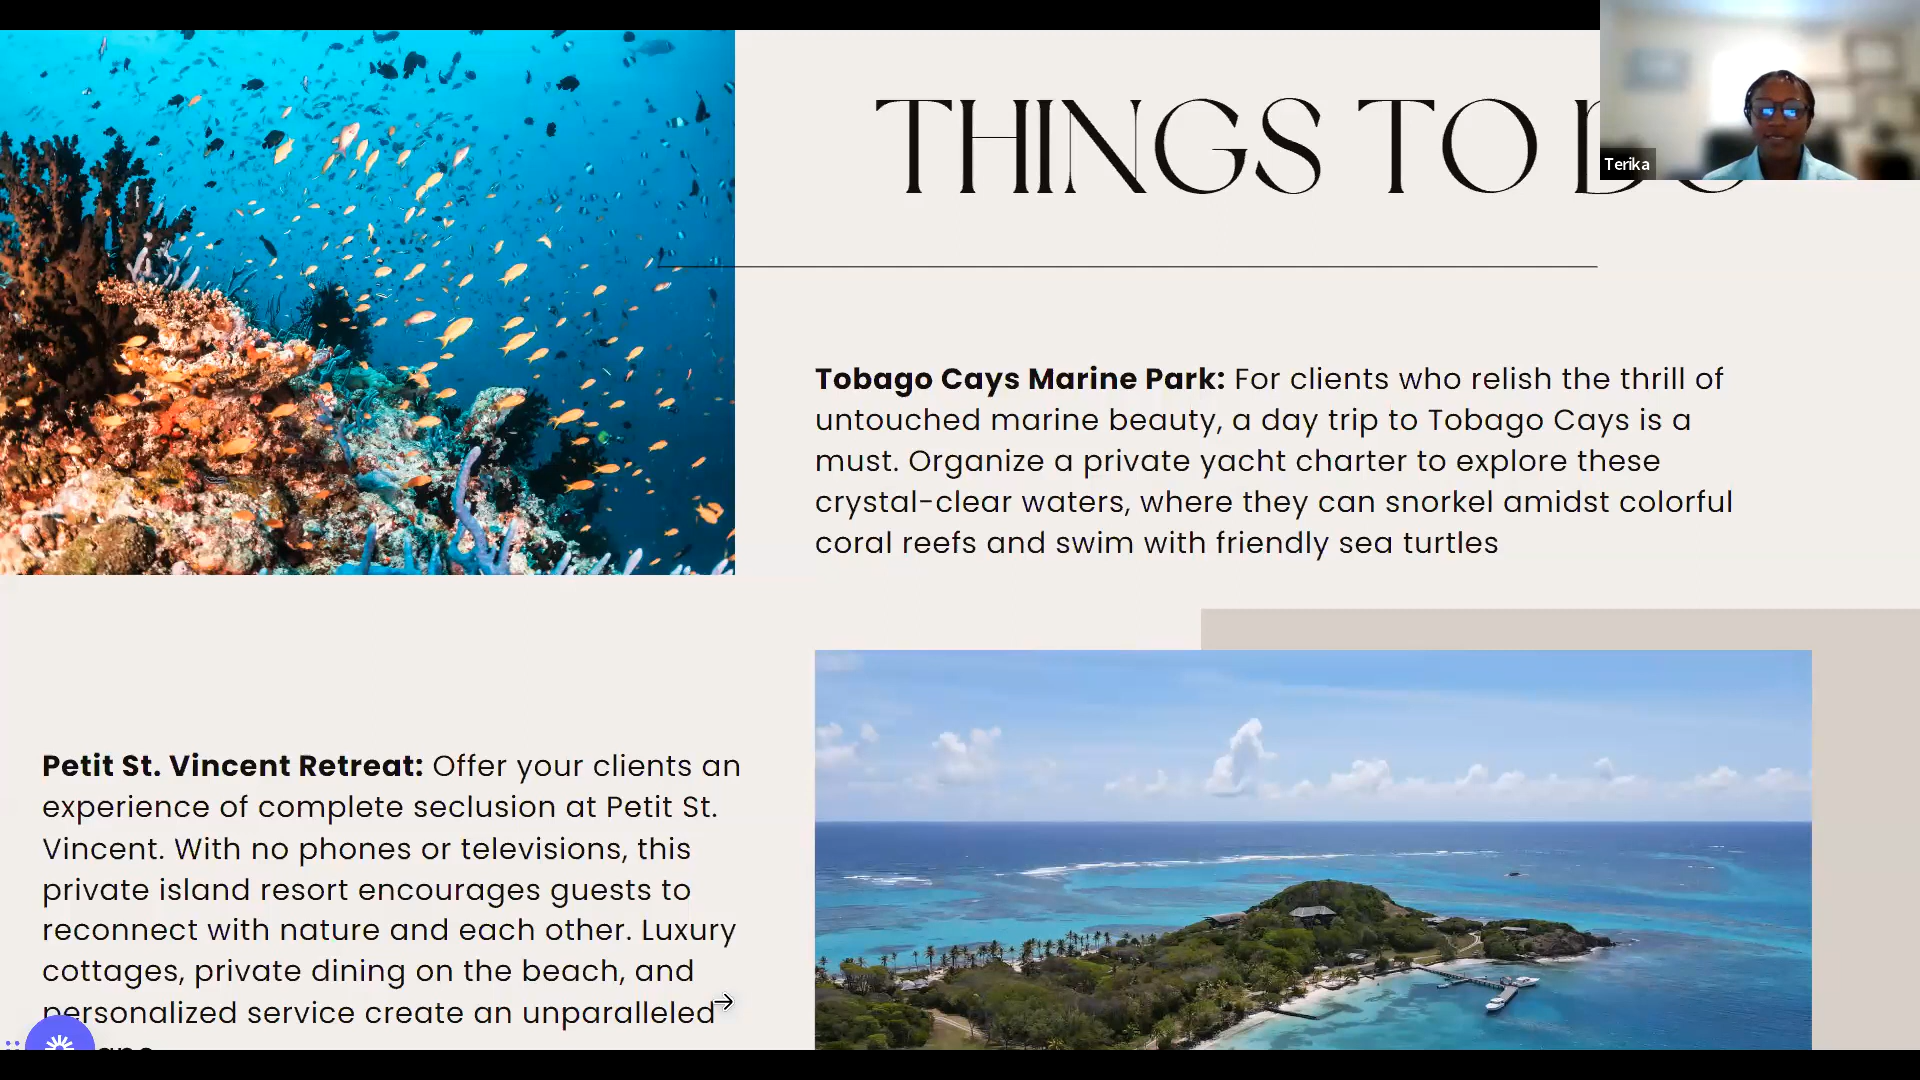 THINGS TO DO
Terika
Tobago Cays Marine Park: For clients who relish the thrill of
untouched marine beauty, a day trip to Tobago Cays is a
must. Organize a private yacht charter to explore these
crystal-clear waters, where they can snorkel amidst colorful
coral reefs and swim with friendly sea turtles
Petit St. Vincent Retreat: Offer your clients an
experience of complete seclusion at Petit St.
Vincent. With no phones or televisions, this
private island resort encourages guests to
reconnect with nature and each other. Luxury
cottages, private dining on the beach, and
personalized service create an unparalleled